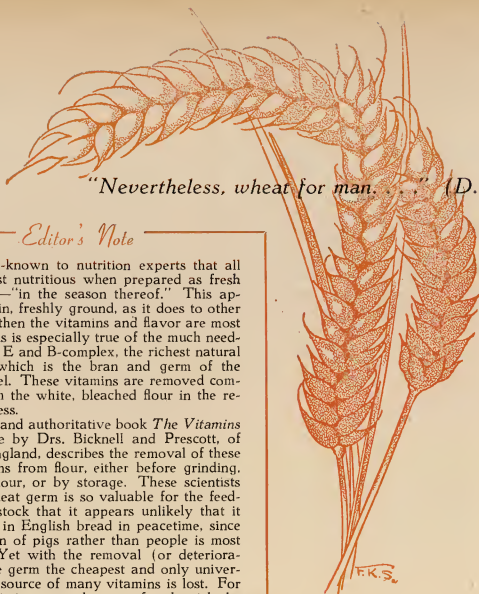 "Nevertheless, wheat for man. . . ." (D.
Editor's Note
-known to nutrition experts that all
st nutritious when prepared as fresh
—"in the season thereof." This ap-
in, freshly ground, as it does to other
then the vitamins and flavor are most
s is especially true of the much need-
E and B-complex, the richest natural
which is the bran and germ of the
el. These vitamins are removed com-
m the white, bleached flour in the re-
ess.
and authoritative book The Vitamins
e by Drs. Bicknell and Prescott, of
ngland, describes the removal of these
ns from flour, either before grinding,
our, or by storage. These scientists
eat germ is so valuable for the feed-
stock that it appears unlikely that it
in English bread in peacetime, since
n of pigs rather than people is most
Yet with the removal (or deteriora-
e germ the cheapest and only univer-
source of many vitamins is lost. For
F.K.S.